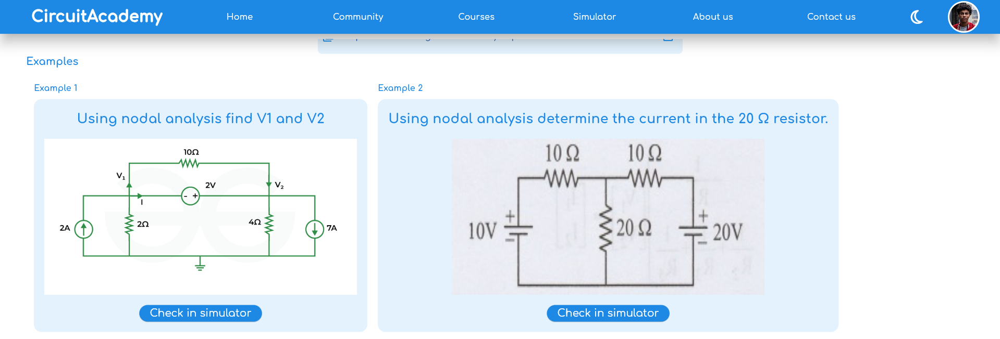 CircuitAcademy Home Community Courses Simulator About us Contact us
Examples
Example 1
Using nodal analysis find V1 and V2
10Ω
V₁
2V
V₂
- +
I
2A
2Ω
4Ω
7A
Check in simulator
Example 2
Using nodal analysis determine the current in the 20 Ω resistor.
10 Ω 10 Ω
+ +
10V 20 Ω 20V
- -
Check in simulator